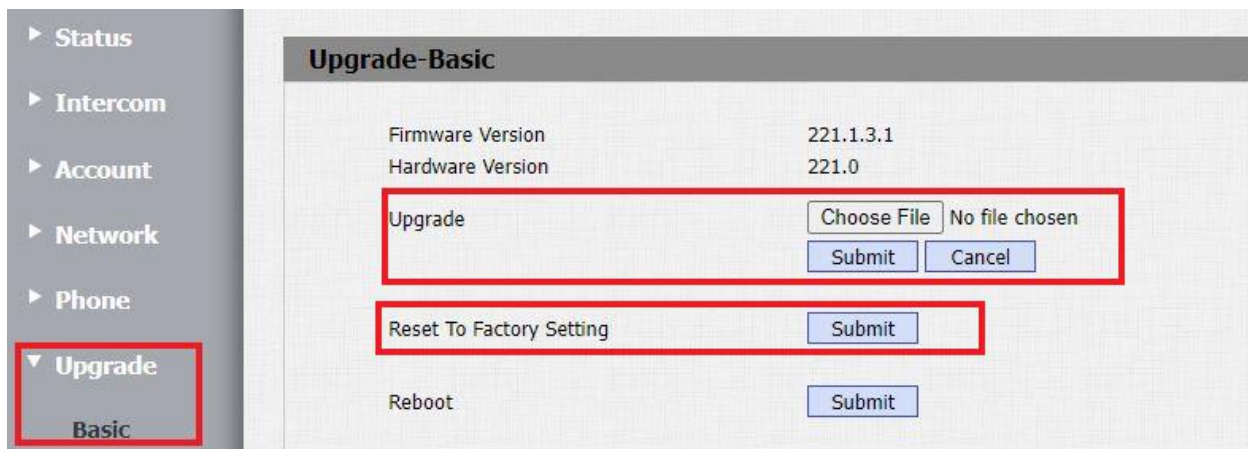 Status
Intercom
Account
Network
Phone
Upgrade
Basic
Upgrade-Basic
Firmware Version 221.1.3.1
Hardware Version 221.0
Upgrade Choose File No file chosen
Submit Cancel
Reset To Factory Setting Submit
Reboot Submit